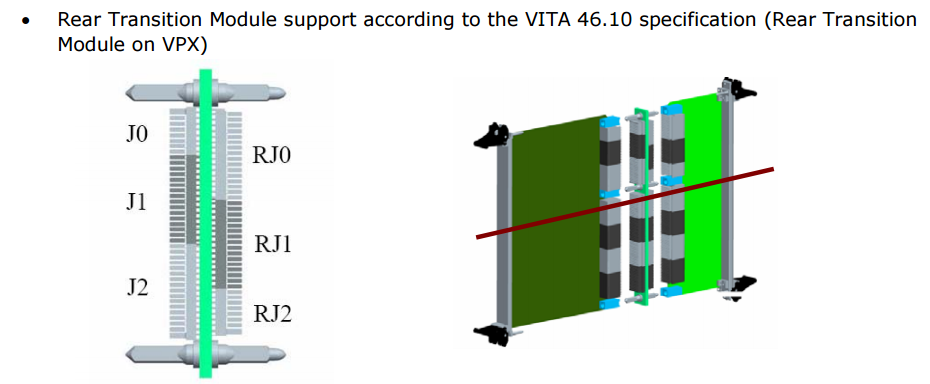 • Rear Transition Module support according to the VITA 46.10 specification (Rear Transition
Module on VPX)
J0
RJ0
J1
RJ1
J2
RJ2